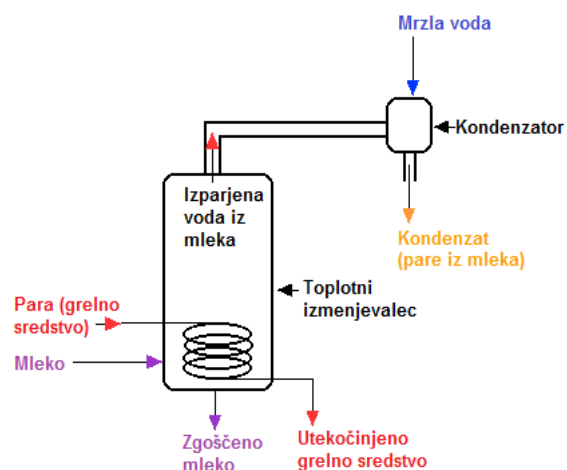 Mrzla voda
Kondenzator
Izparjena
voda iz
mleka
Kondenzat
(pare iz mleka)
Toplotni
izmenjevalec
Para (grelno
sredstvo)
Mleko
Zgoščeno
mleko
Utekočinjeno
grelno sredstvo